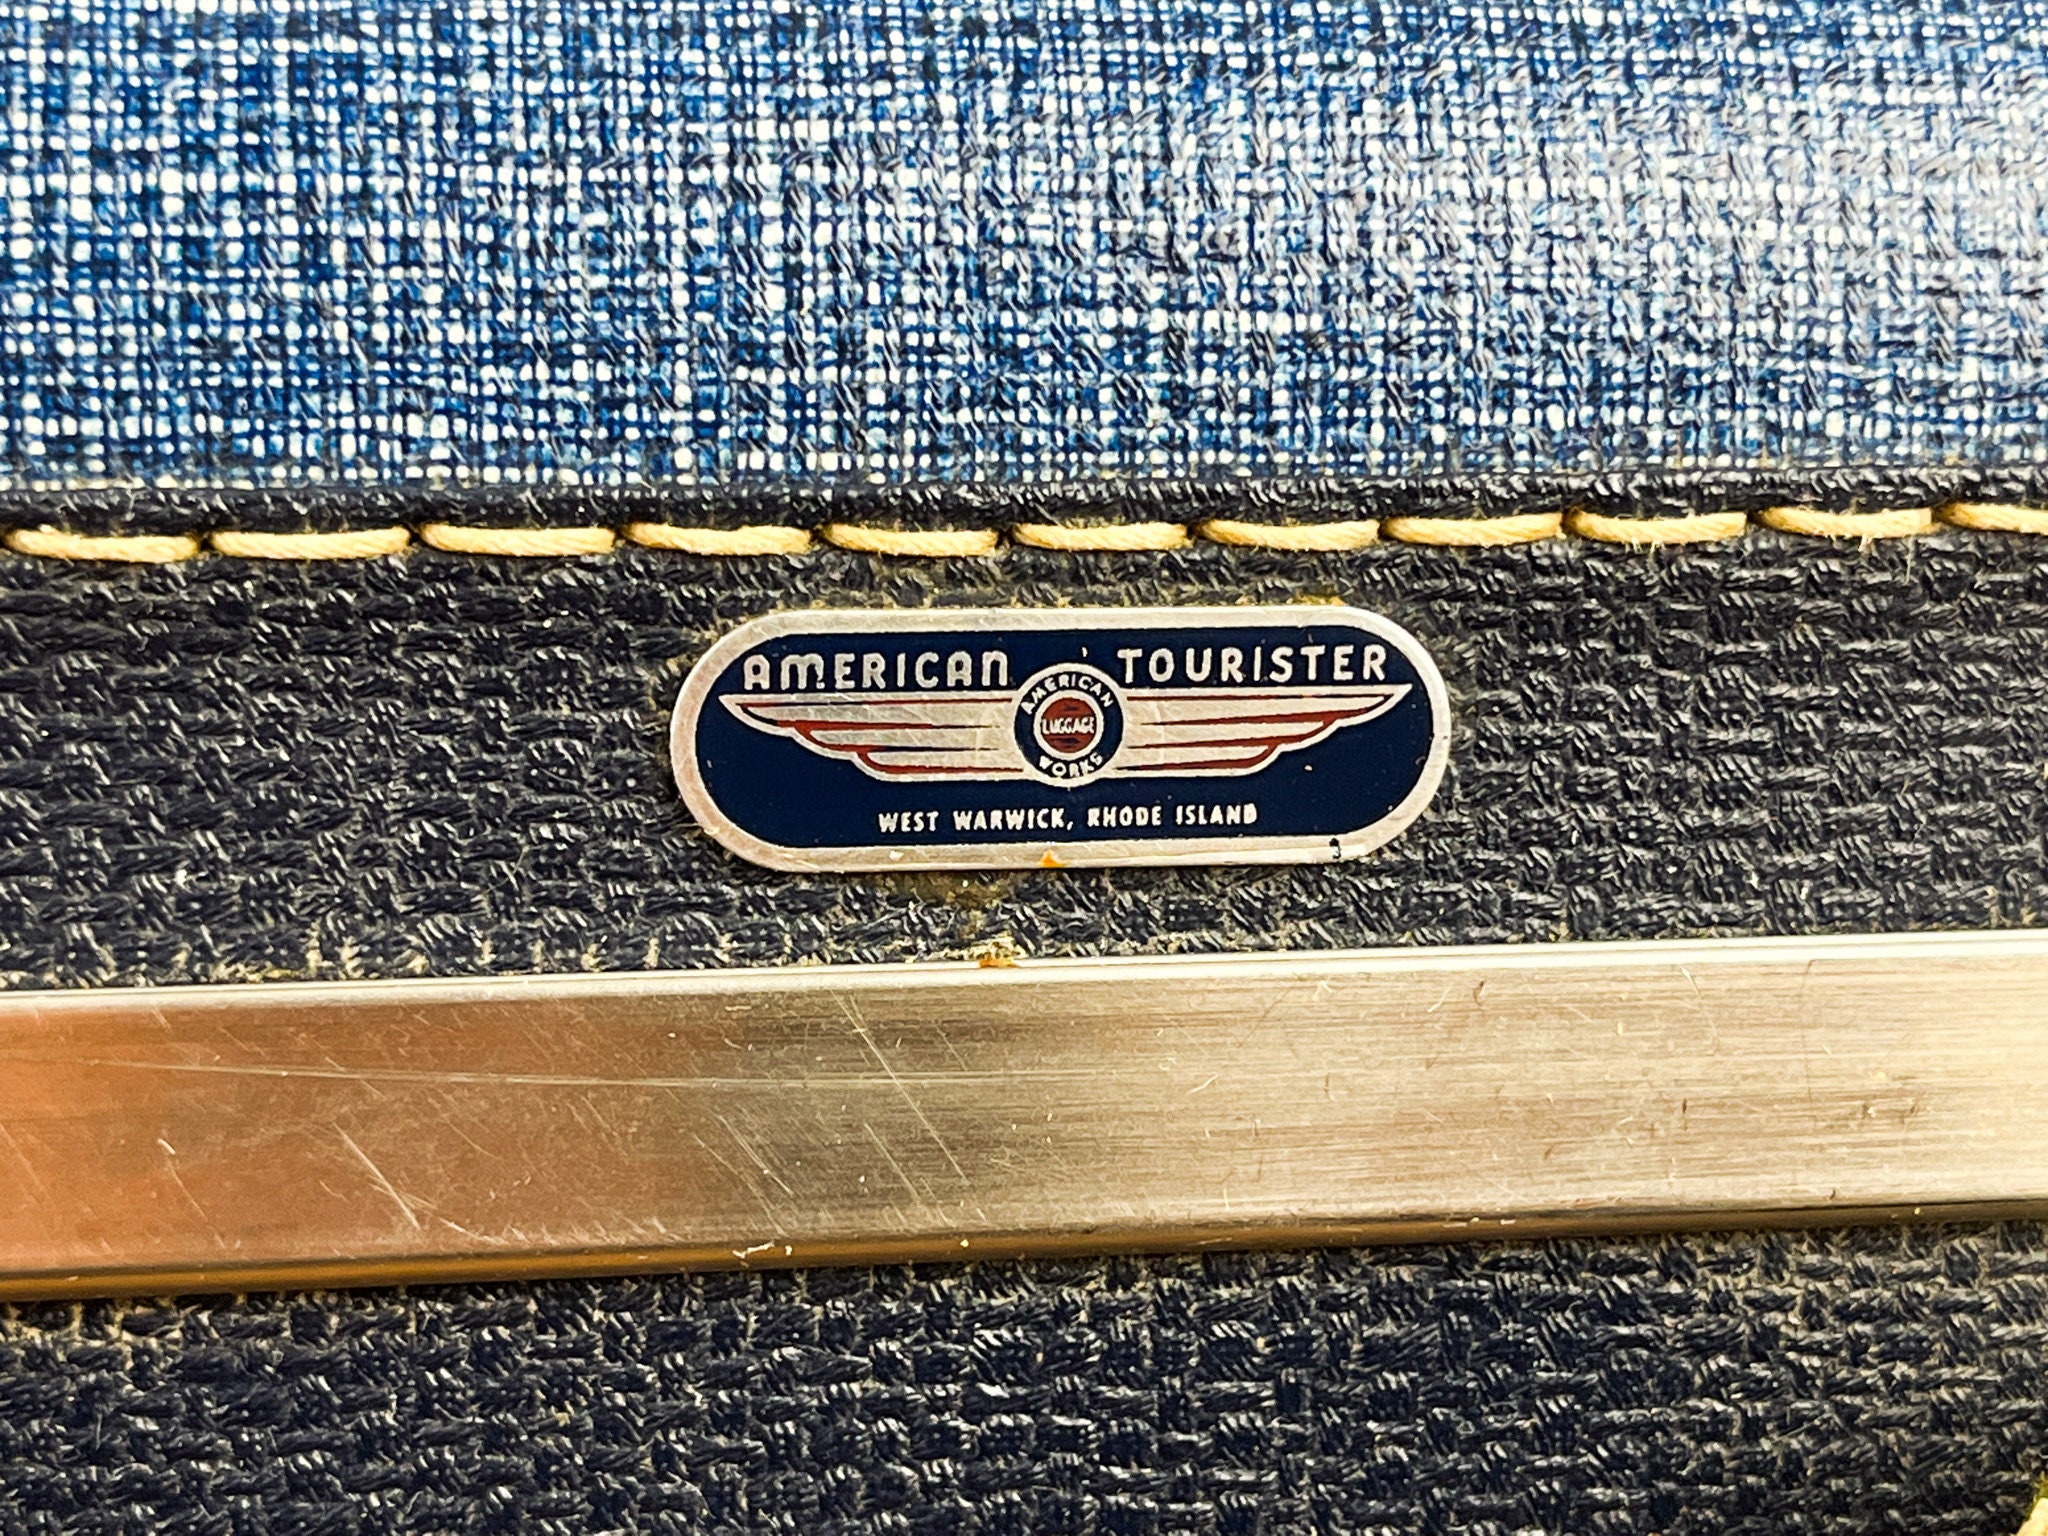 AMERICAN TOURISTER
AMERICAN
LUGGAGE
WORKS
WEST WARWICK, RHODE ISLAND